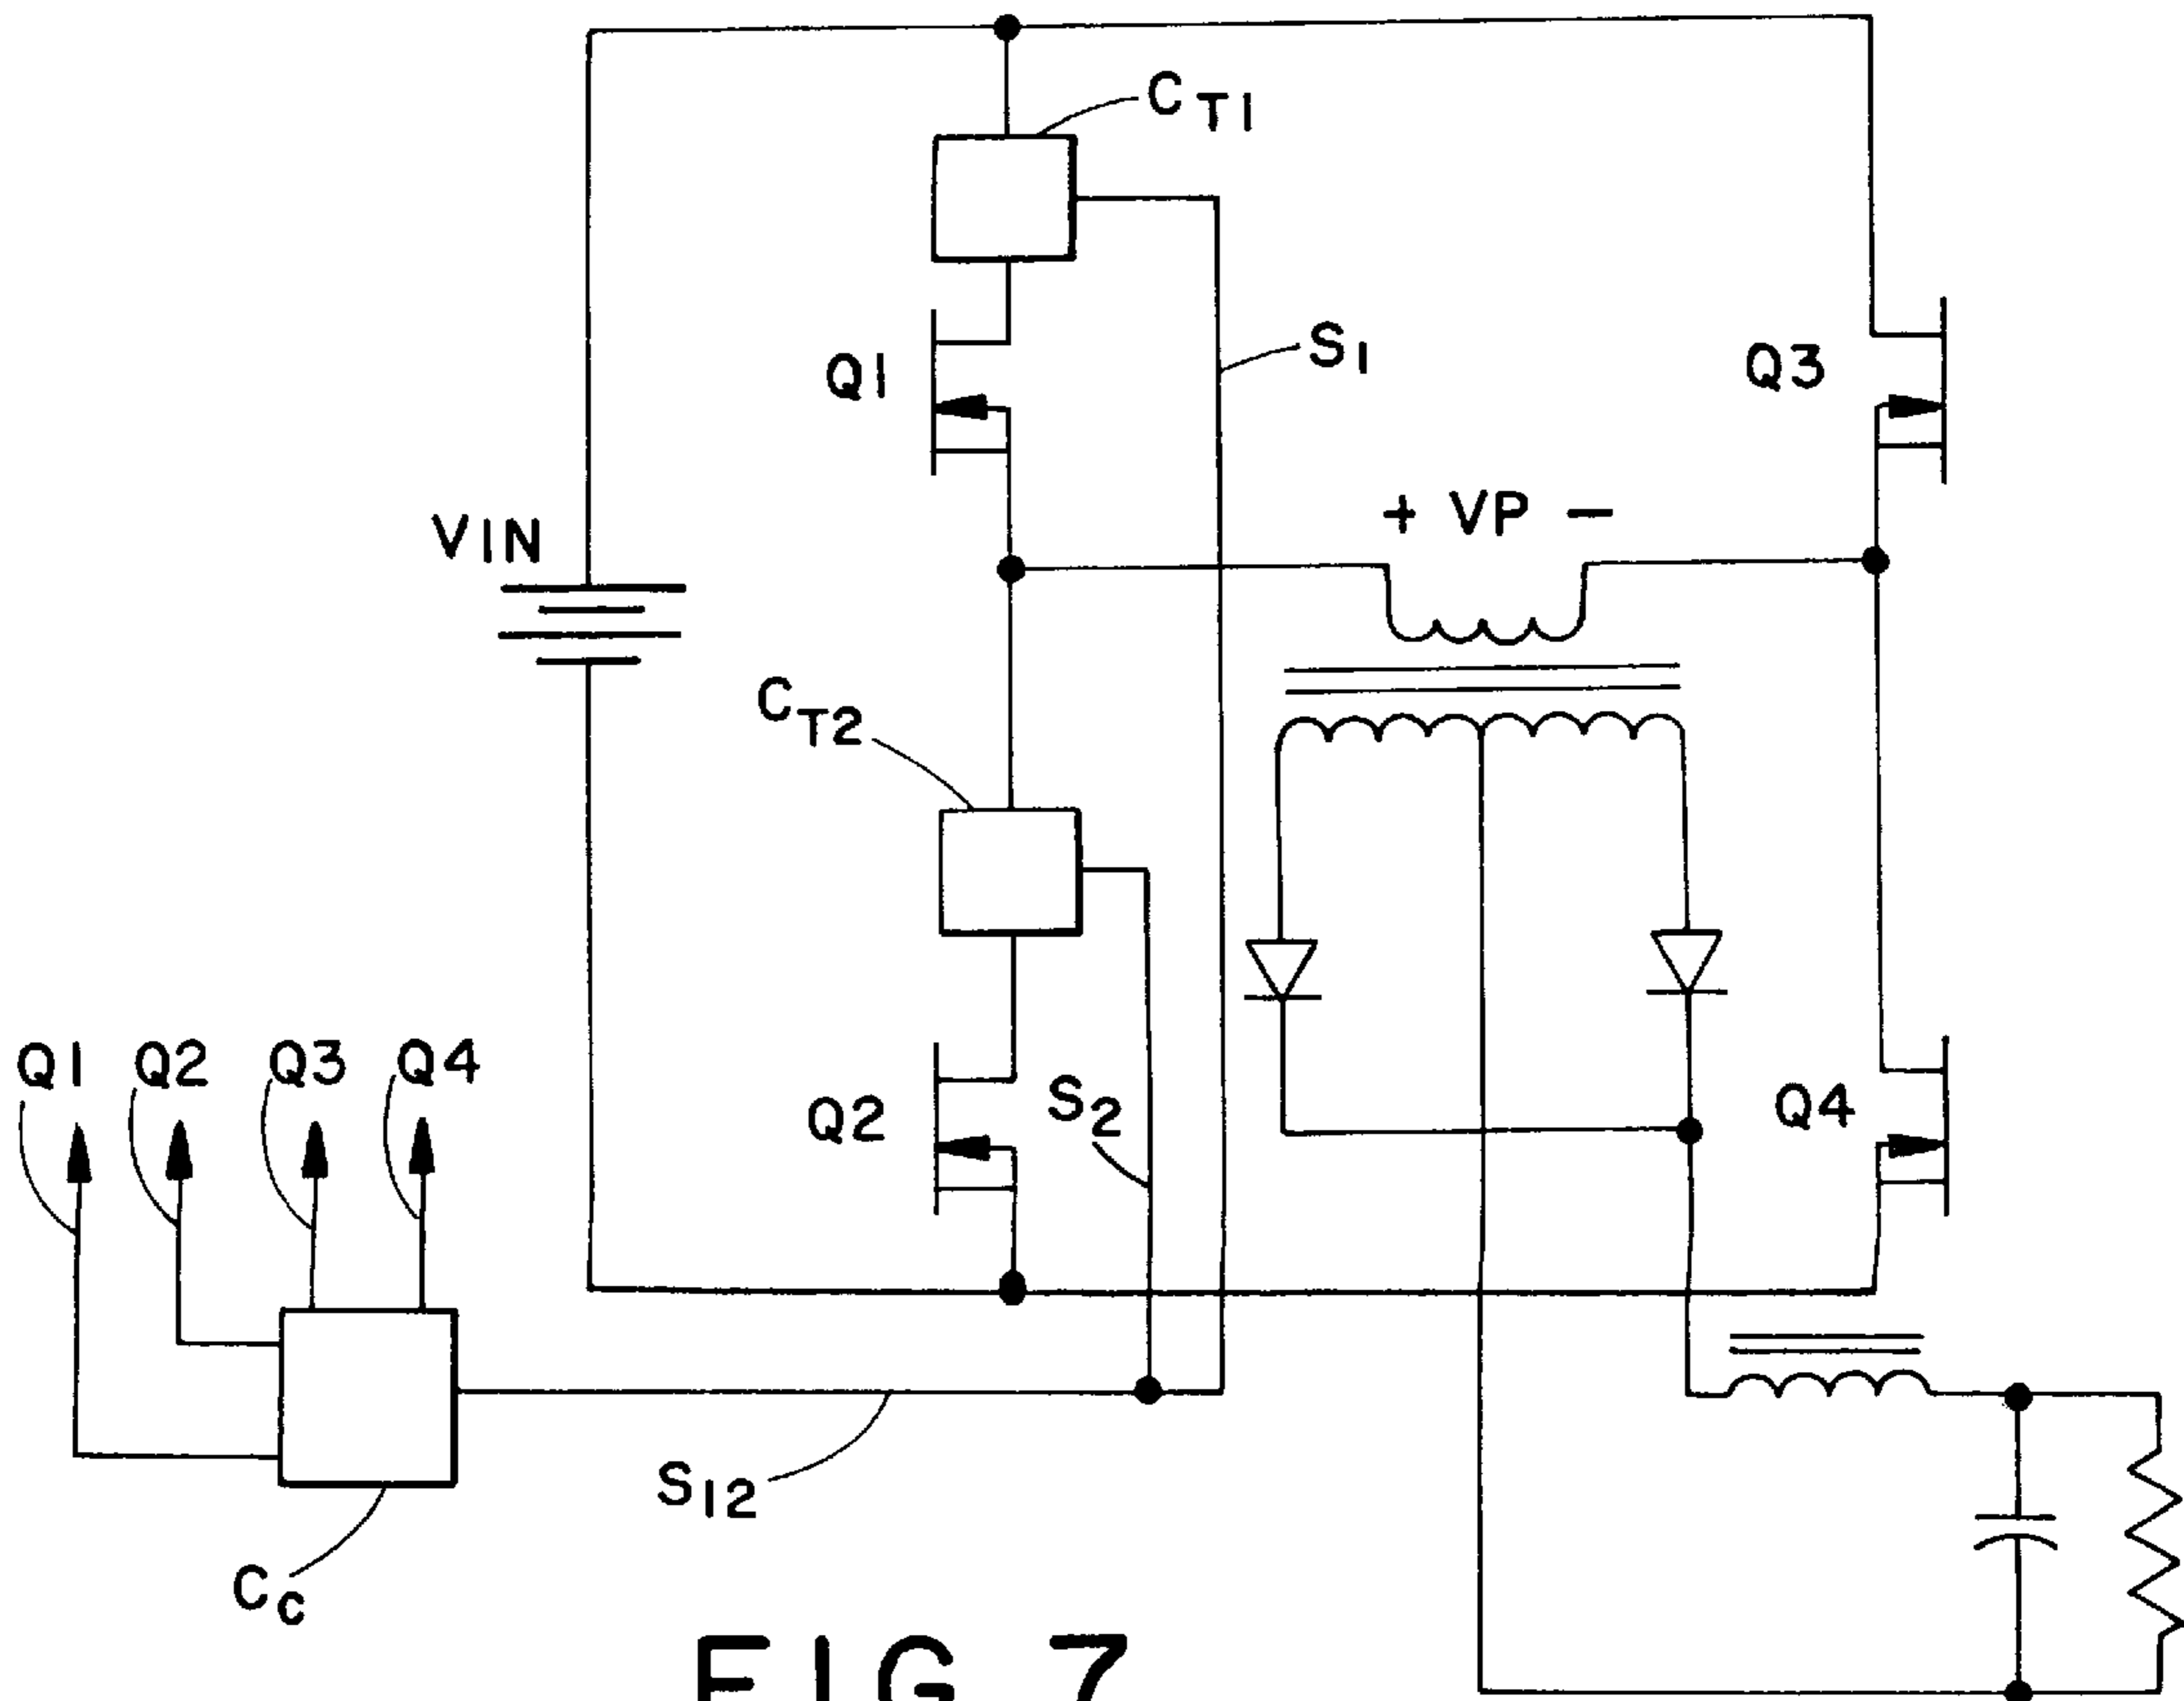 CT1
S1
Q1
Q3
+ VP −
VIN
CT2
Q1 Q2 Q3 Q4
Q2
S2
Q4
S12
CC
FIG 7